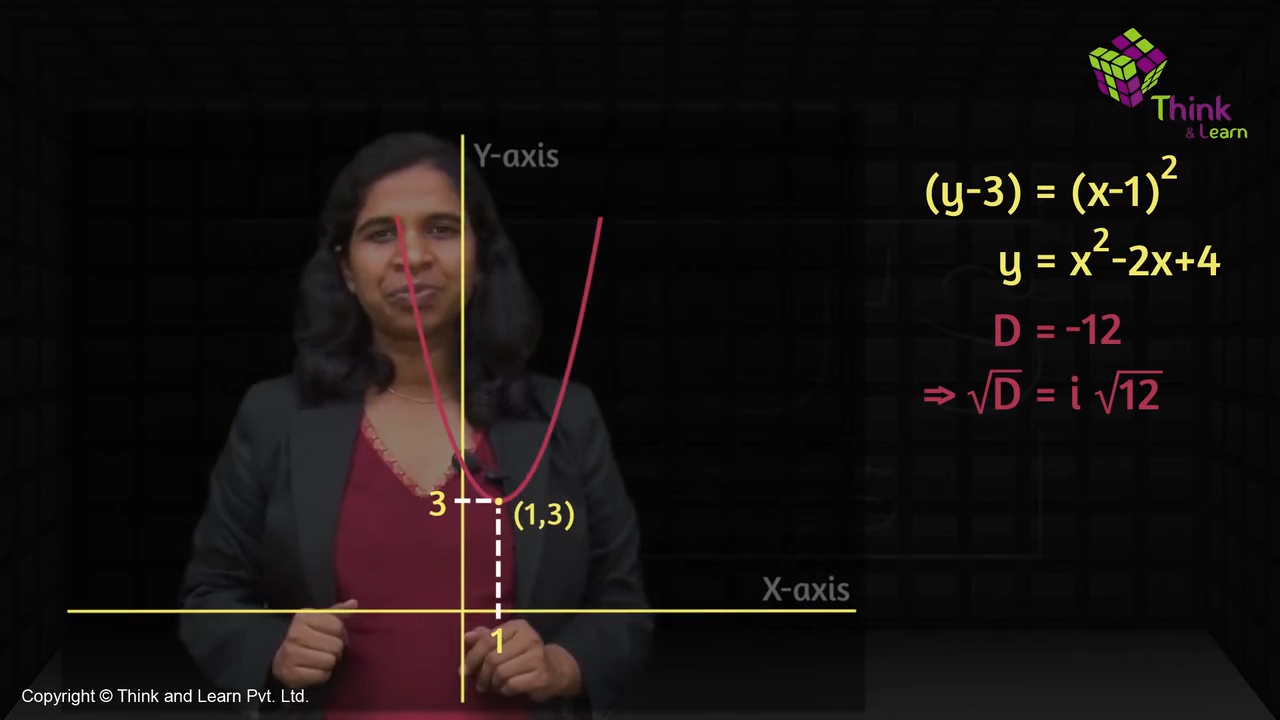 Think
& Learn
Y-axis
(y-3) = (x-1)²
y = x²-2x+4
D = -12
⇒ √D = i √12
3
(1,3)
X-axis
1
Copyright © Think and Learn Pvt. Ltd.